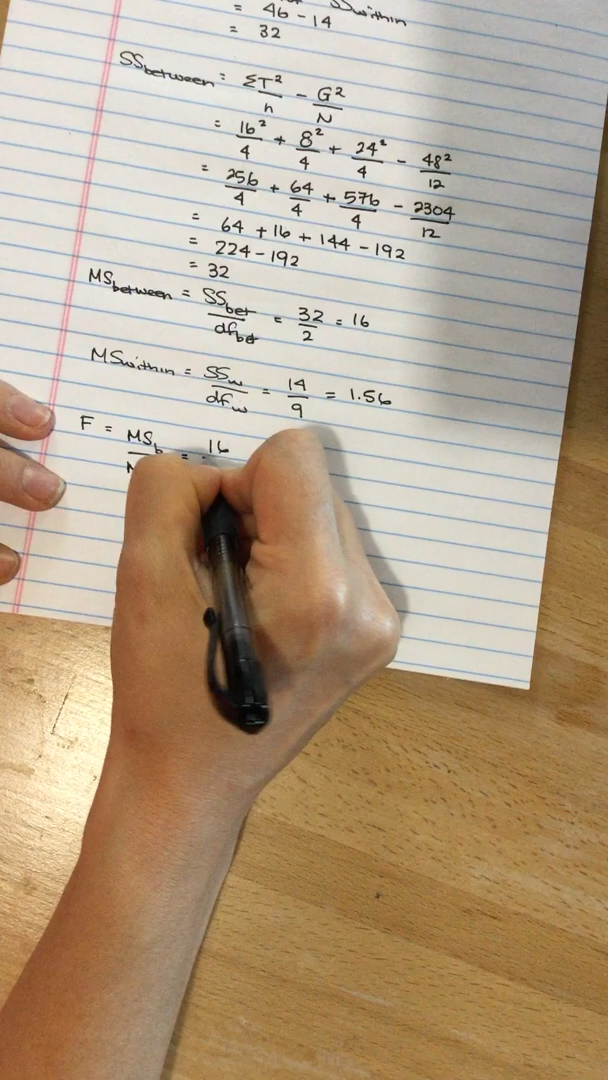 = 46 - 14 SSwithin
= 32
SSbetween = ΣT²/n - G²/N
= 16²/4 + 8²/4 + 24²/4 - 48²/12
= 256/4 + 64/4 + 576/4 - 2304/12
= 64 + 16 + 144 - 192
= 224 - 192
= 32
MSbetween = SSbet/dfbet = 32/2 = 16
MSwithin = SSw/dfw = 14/9 = 1.56
F = MSb = 16